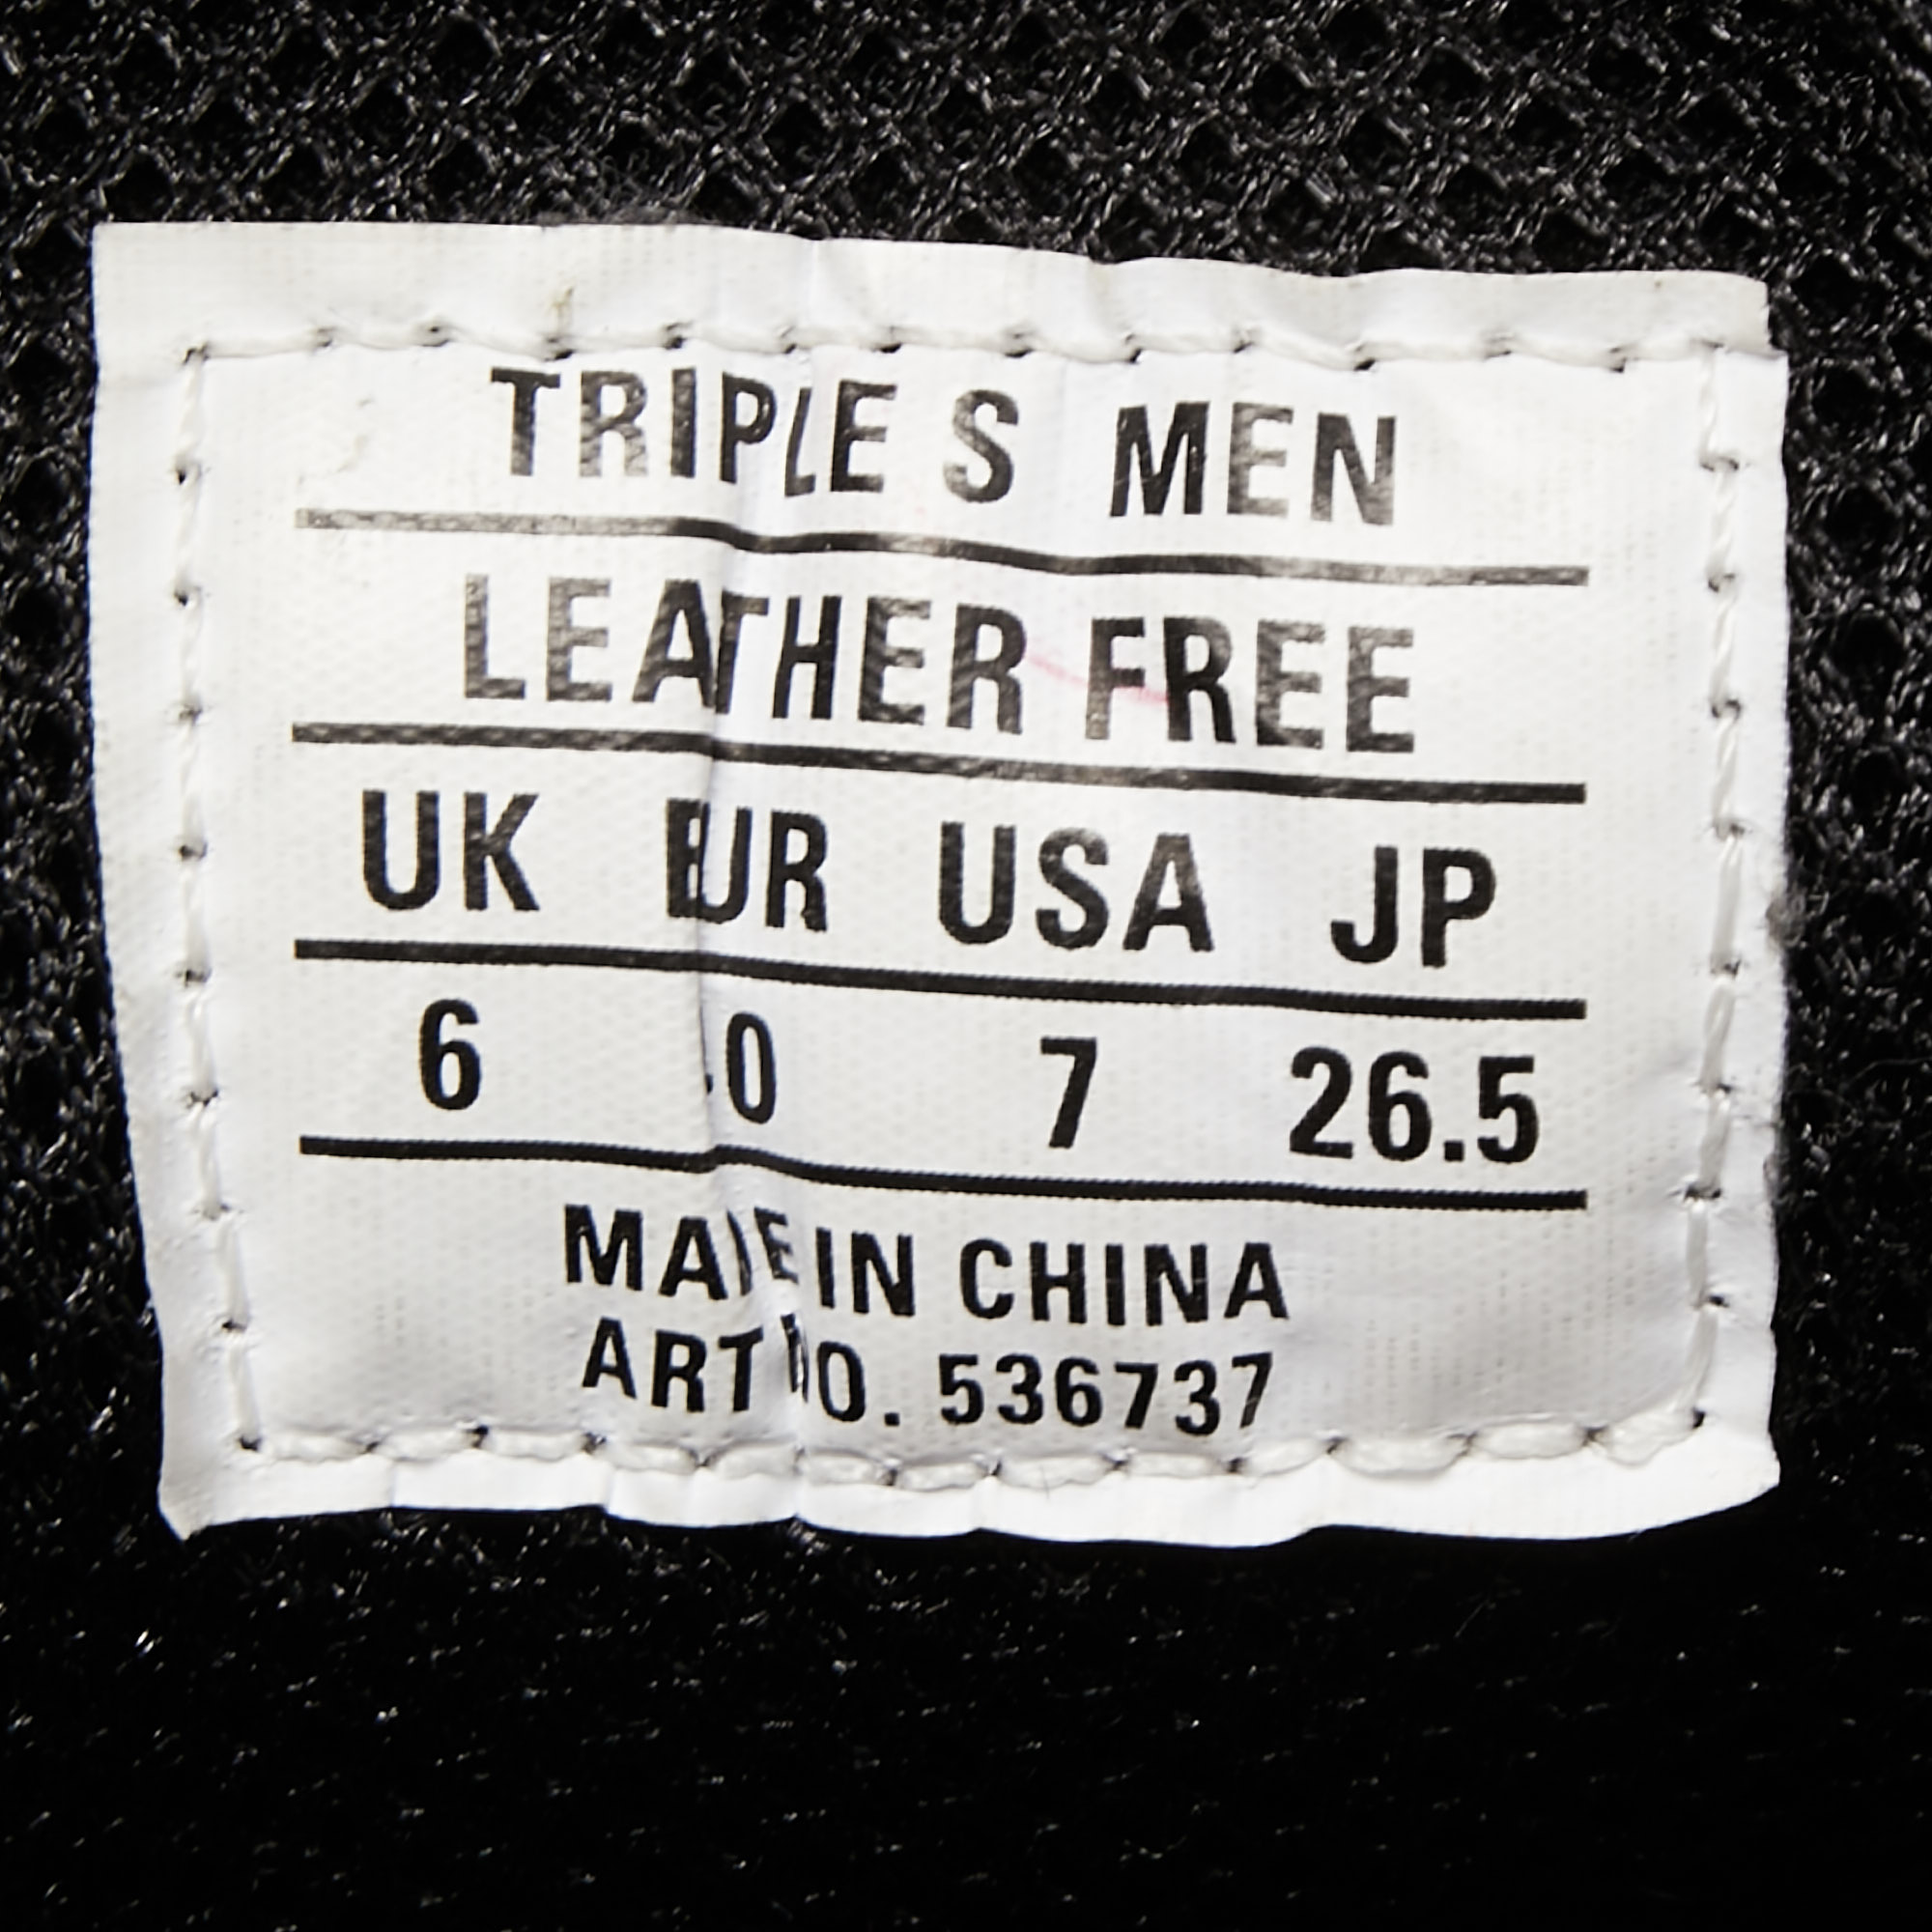 TRIPLE S MEN
LEATHER FREE
UK EUR USA JP
6 7 26.5
MADE IN CHINA
ART NO. 536737